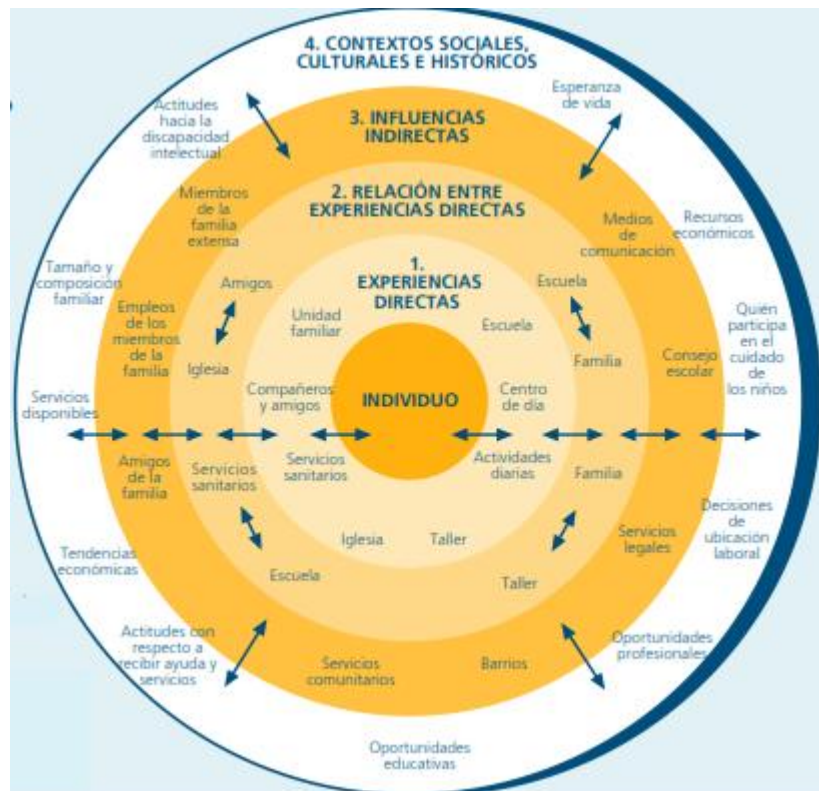 4. CONTEXTOS SOCIALES,
CULTURALES E HISTÓRICOS
Actitudes
hacia la
discapacidad
intelectual
Esperanza
de vida
3. INFLUENCIAS
INDIRECTAS
Miembros
de la
familia
extensa
2. RELACIÓN ENTRE
EXPERIENCIAS DIRECTAS
Medios
de
comunicación
Recursos
económicos
Tamaño y
composición
familiar
Amigos
1.
EXPERIENCIAS
DIRECTAS
Escuela
Empleos
de los
miembros
de la
familia
Iglesia
Unidad
familiar
Escuela
Familia
Consejo
escolar
Quién
participa
en el
cuidado
de
los niños
Servicios
disponibles
Compañeros
y amigos
INDIVIDUO
Centro
de día
Amigos
de la
familia
Servicios
sanitarios
Servicios
sanitarios
Actividades
diarias
Familia
Decisiones
de
ubicación
laboral
Tendencias
económicas
Iglesia
Taller
Servicios
legales
Escuela
Taller
Actitudes con
respecto a
recibir ayuda y
servicios
Servicios
comunitarios
Barrios
Oportunidades
profesionales
Oportunidades
educativas